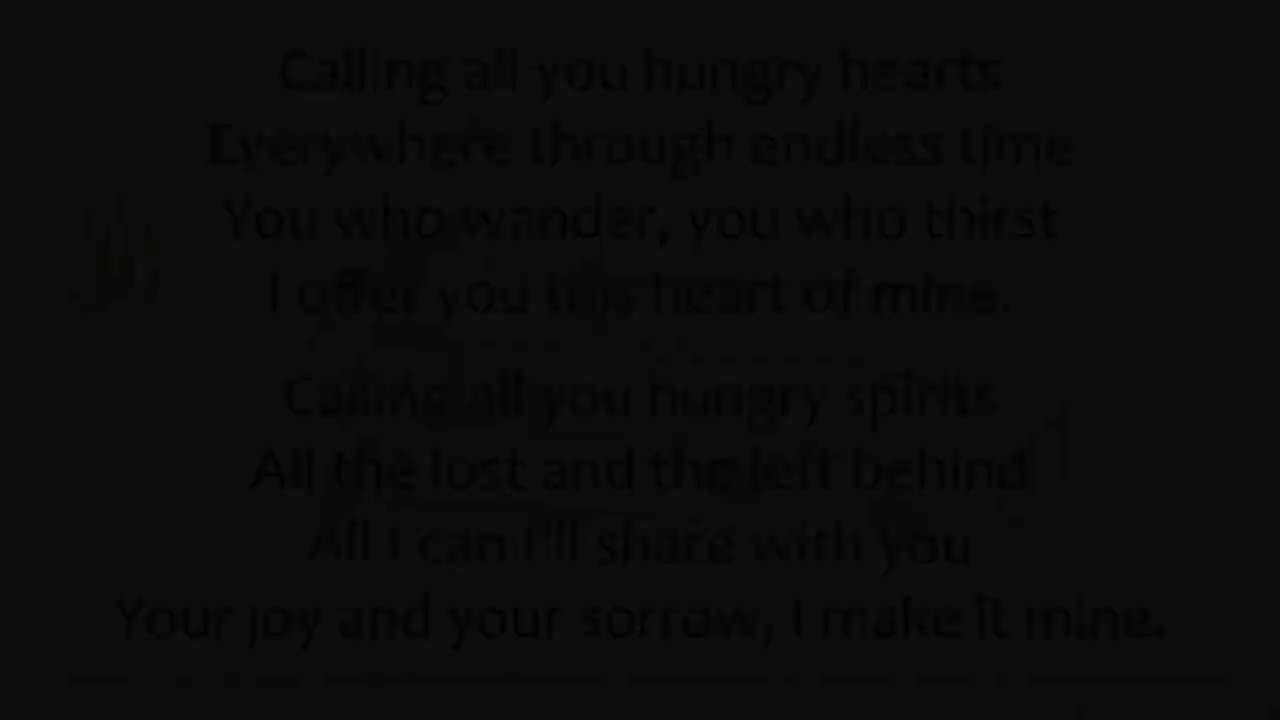 Calling all you hungry hearts
Everywhere through endless time
You who wander, you who thirst
I offer you this heart of mine.
Calling all you hungry spirits
All the lost and the left behind
All I can I'll share with you
Your joy and your sorrow, I make it mine.